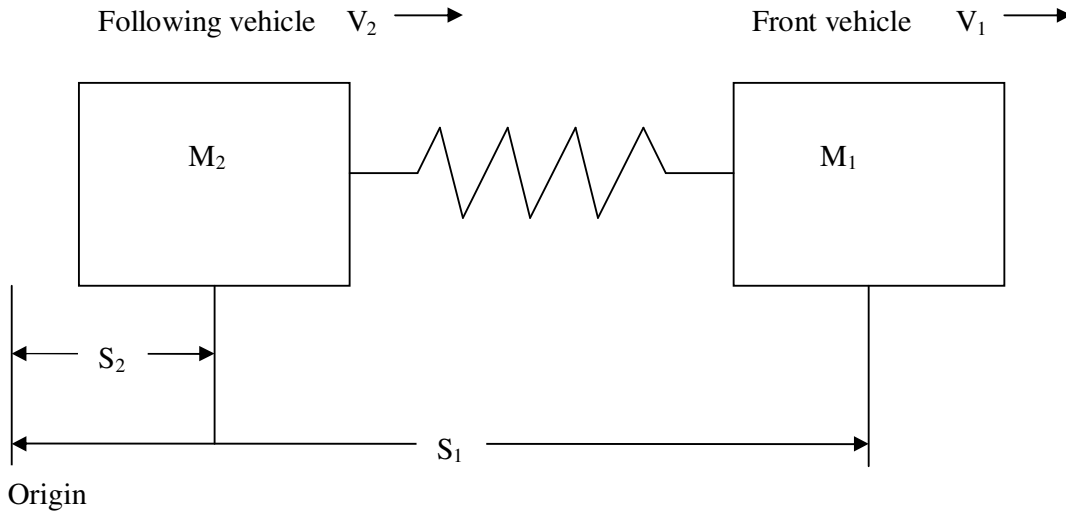 Following vehicle V₂
Front vehicle V₁
M₂
M₁
S₂
S₁
Origin